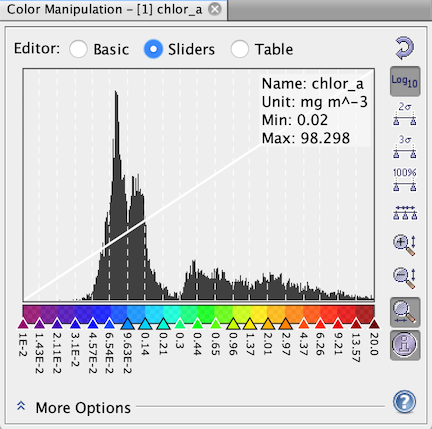 Color Manipulation - [1] chlor_a
Editor: Basic Sliders Table
Name: chlor_a
Unit: mg m^-3
Min: 0.02
Max: 98.298
Log10
2σ
3σ
100%
1E-2
1.43E-2
2.11E-2
3.1E-2
4.57E-2
6.54E-2
9.63E-2
0.14
0.21
0.3
0.44
0.65
0.96
1.37
2.01
2.97
4.37
6.26
9.21
13.57
20.0
More Options